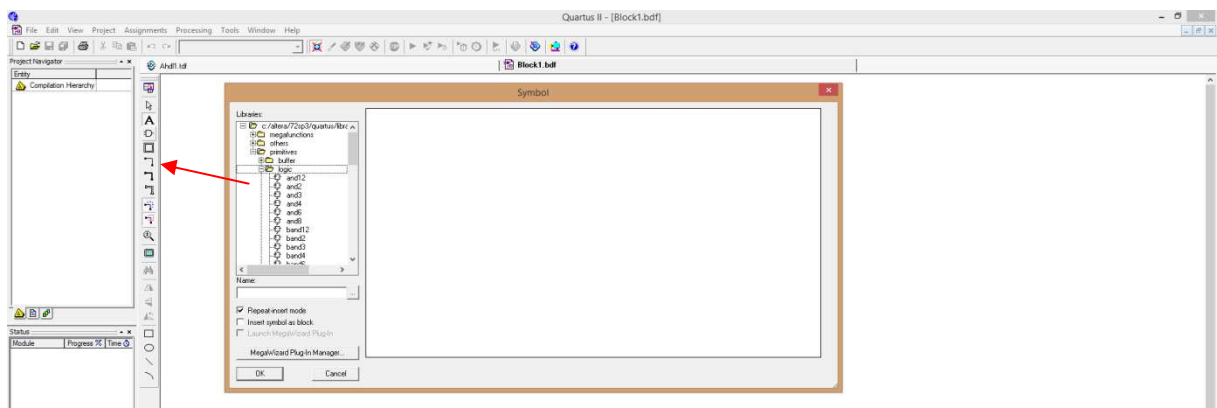 Quartus II - [Block1.bdf]
File Edit View Project Assignments Processing Tools Window Help
Project Navigator
Ahdl1.tdf
Block1.bdf
Entity
Compilation Hierarchy
Symbol
Libraries:
c:/altera/72sp3/quartus/libra
megafunctions
others
primitives
buffer
logic
and12
and2
and3
and4
and6
and8
band12
band2
band3
band4
band6
Name:
...
Repeat-insert mode
Insert symbol as block
Launch MegaWizard Plug-In
MegaWizard Plug-In Manager...
OK Cancel
Status
Module Progress % Time